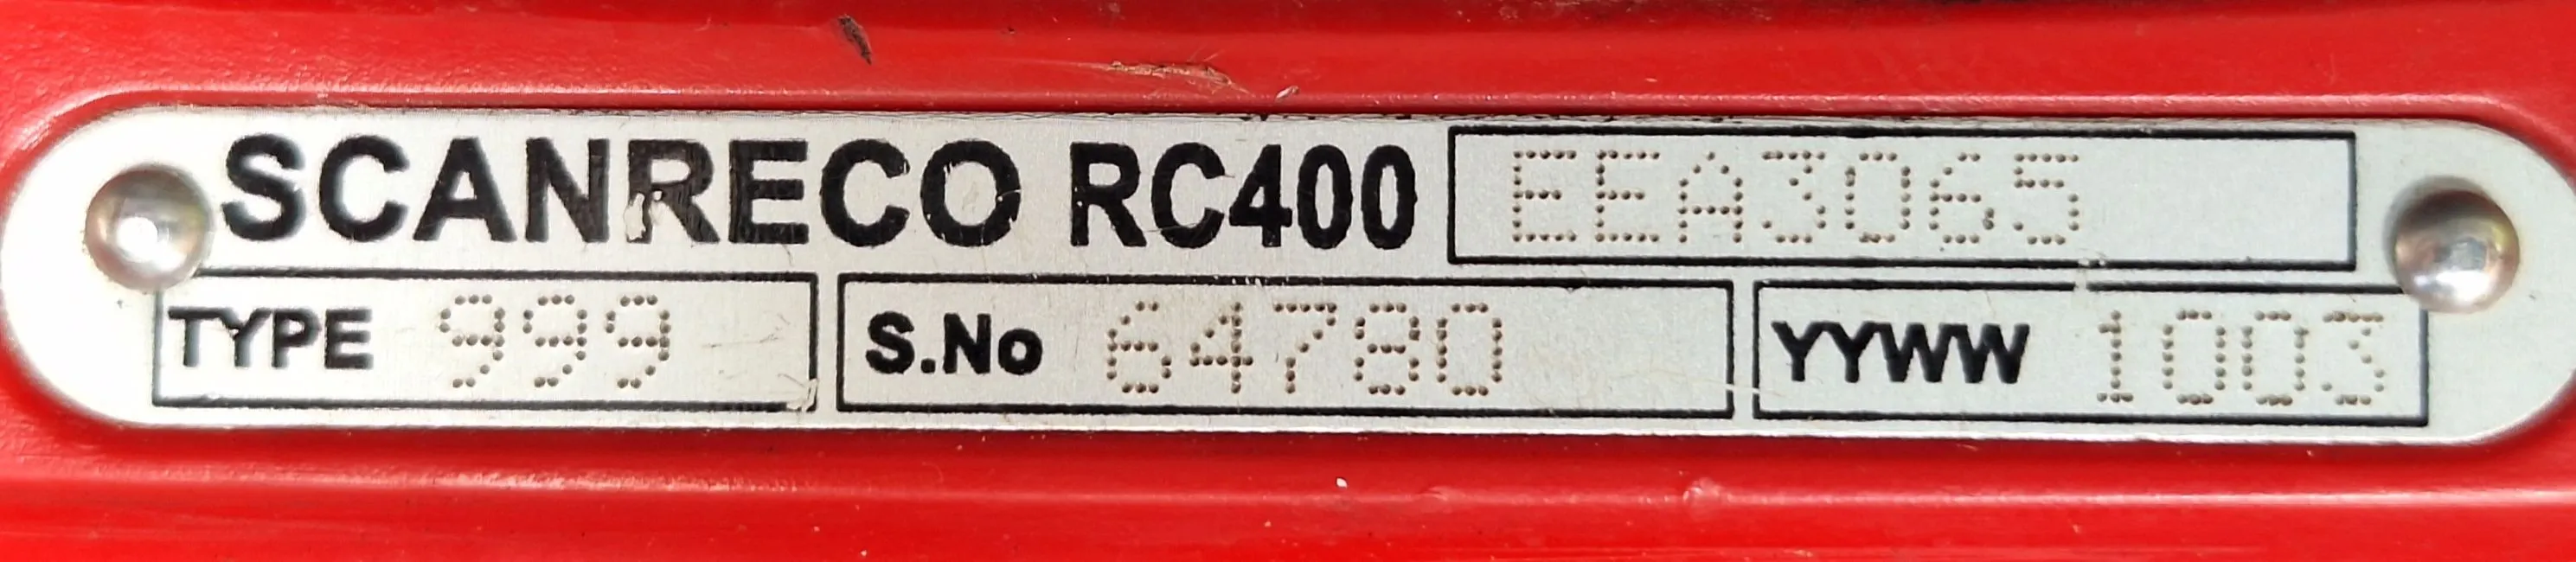 SCANRECO RC400 EEA3065
TYPE 999 S.No 64780 YYWW 1003